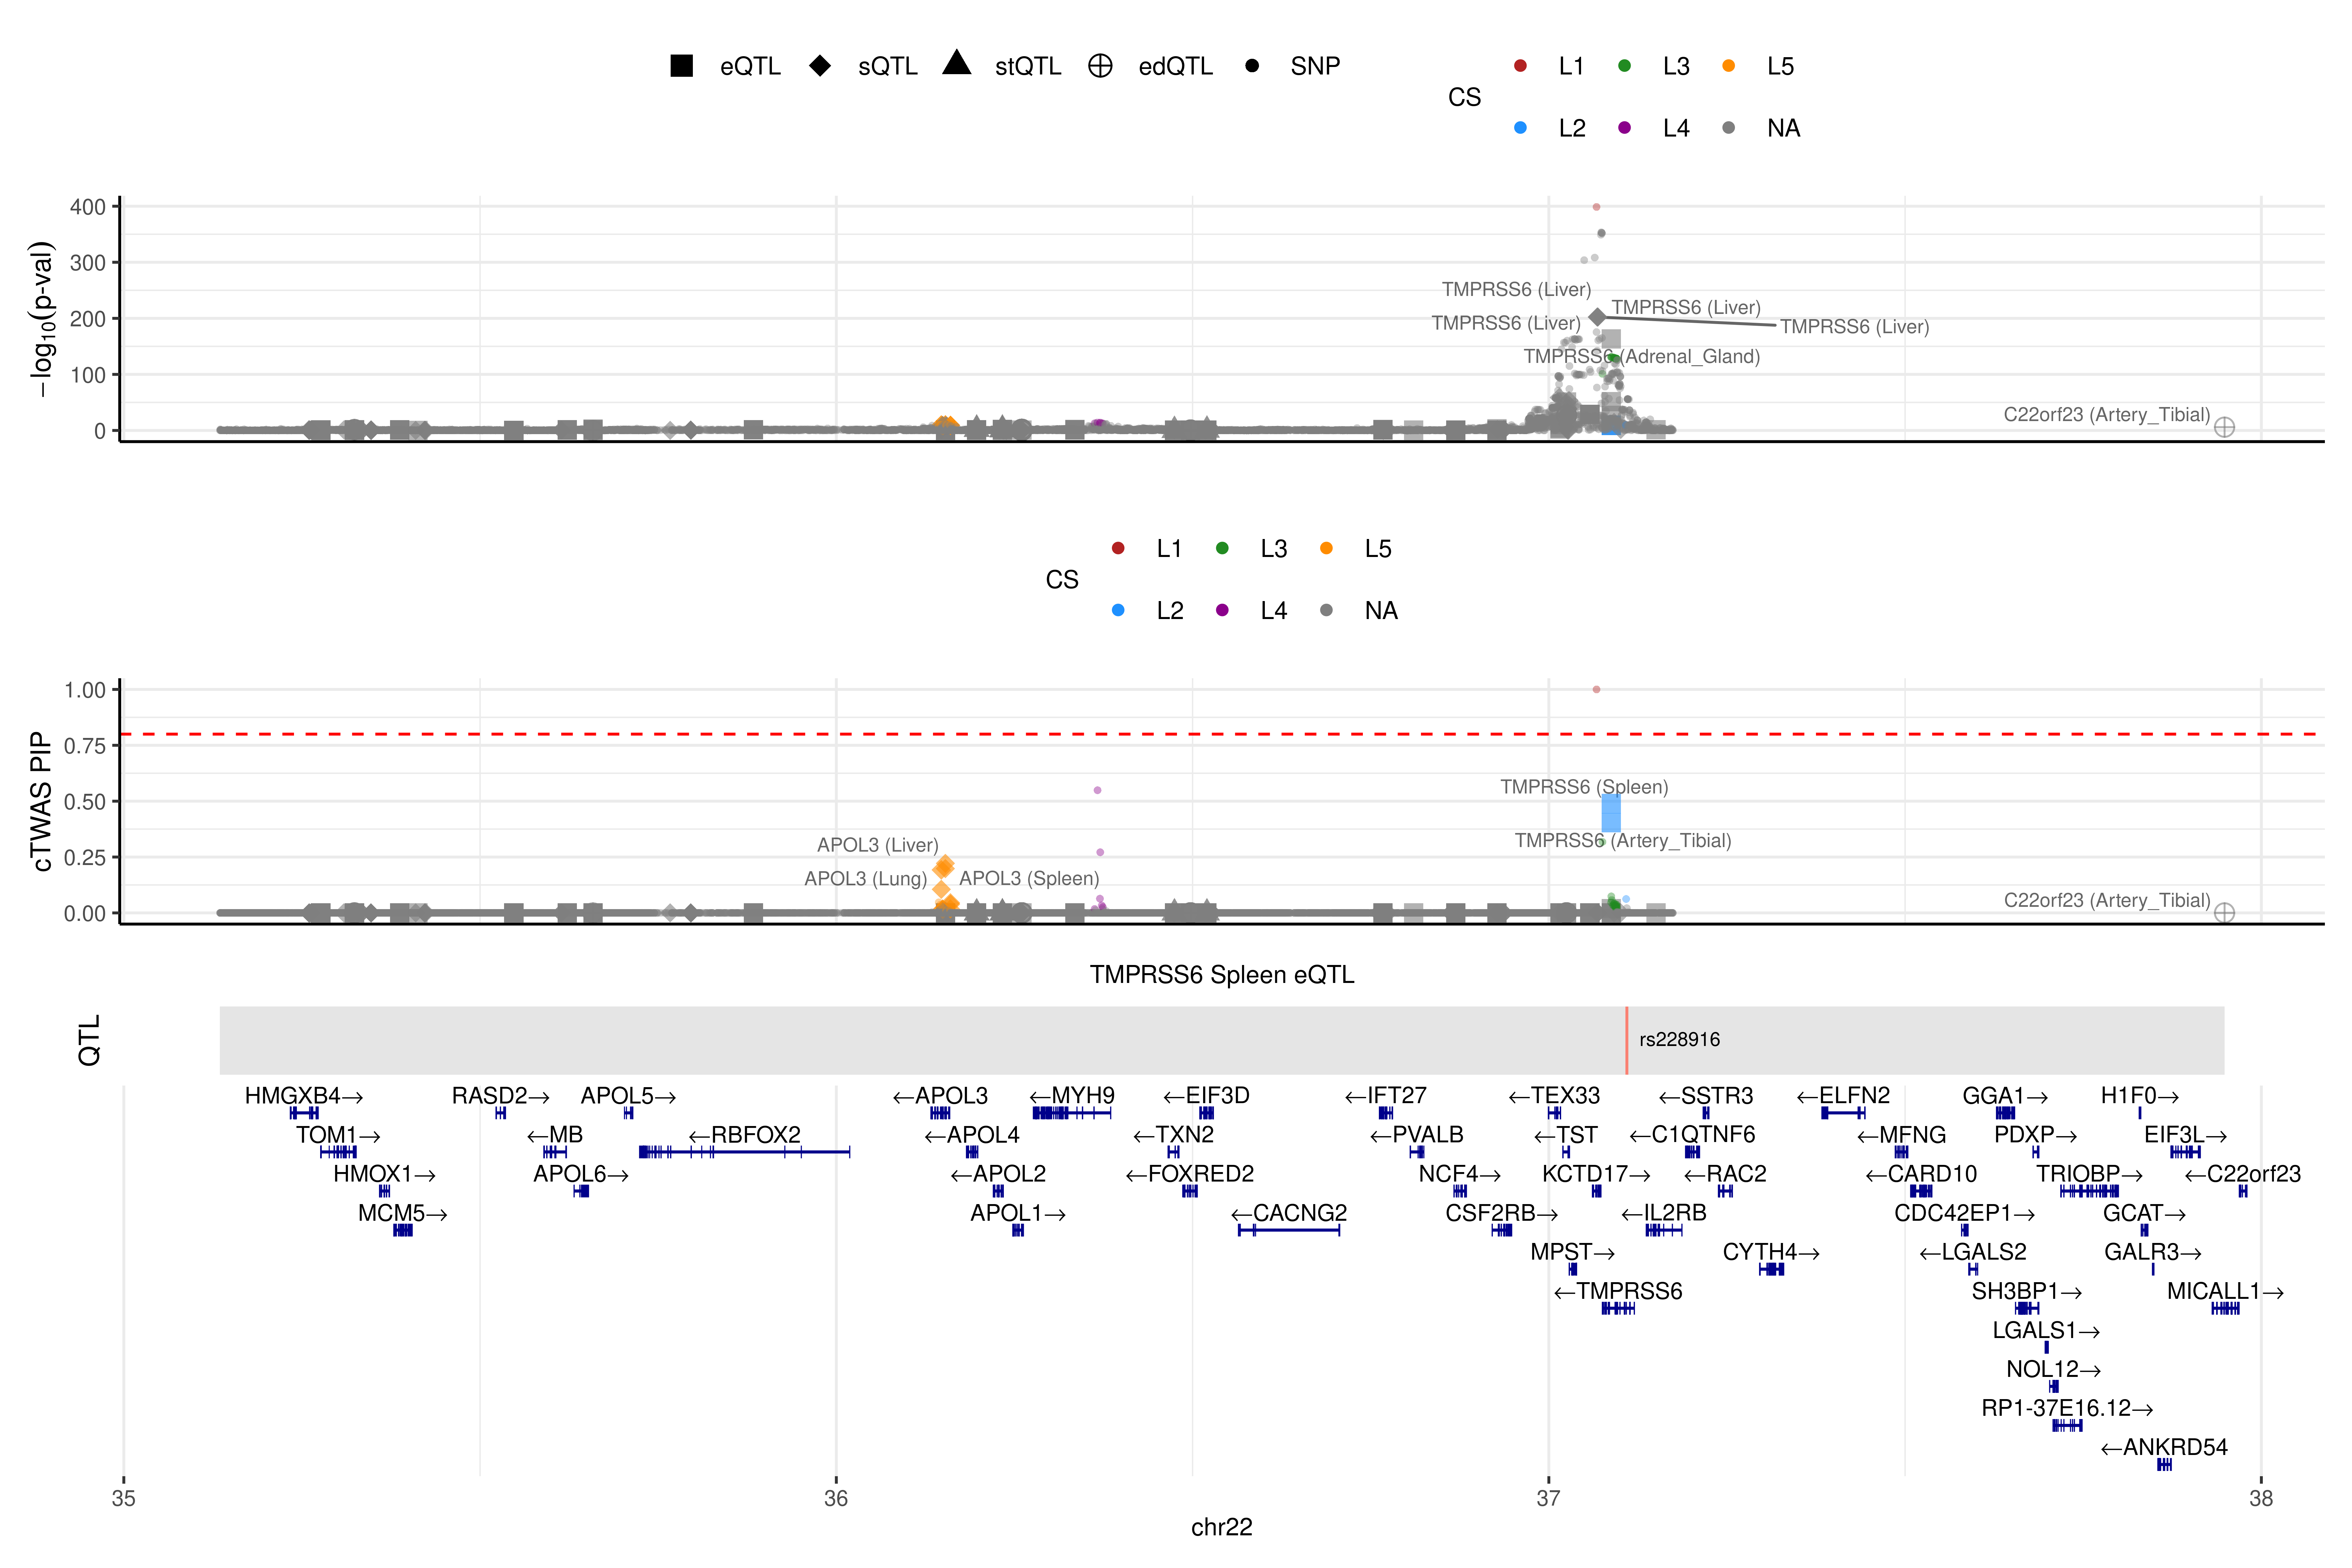 eQTL sQTL stQTL edQTL SNP
CS
L1 L3 L5
L2 L4 NA
−log10(p-val)
400
300
200
100
0
TMPRSS6 (Liver)
TMPRSS6 (Liver)
TMPRSS6 (Liver)
TMPRSS6 (Liver)
TMPRSS6 (Adrenal_Gland)
C22orf23 (Artery_Tibial)
CS
L1 L3 L5
L2 L4 NA
cTWAS PIP
1.00
0.75
0.50
0.25
0.00
TMPRSS6 (Spleen)
TMPRSS6 (Artery_Tibial)
APOL3 (Liver)
APOL3 (Lung) APOL3 (Spleen)
C22orf23 (Artery_Tibial)
TMPRSS6 Spleen eQTL
QTL
rs228916
HMGXB4→ RASD2→ APOL5→ ←APOL3 ←MYH9 ←EIF3D ←IFT27 ←TEX33 ←SSTR3 ←ELFN2 GGA1→ H1F0→
TOM1→ ←MB ←RBFOX2 ←APOL4 ←TXN2 ←PVALB ←TST ←C1QTNF6 ←MFNG PDXP→ EIF3L→
HMOX1→ APOL6→ ←APOL2 ←FOXRED2 NCF4→ KCTD17→ ←RAC2 ←CARD10 TRIOBP→ ←C22orf23
MCM5→ APOL1→ ←CACNG2 CSF2RB→ ←IL2RB CDC42EP1→ GCAT→
MPST→ CYTH4→ ←LGALS2 GALR3→
←TMPRSS6 SH3BP1→ MICALL1→
LGALS1→
NOL12→
RP1-37E16.12→
←ANKRD54
35 36 37 38
chr22